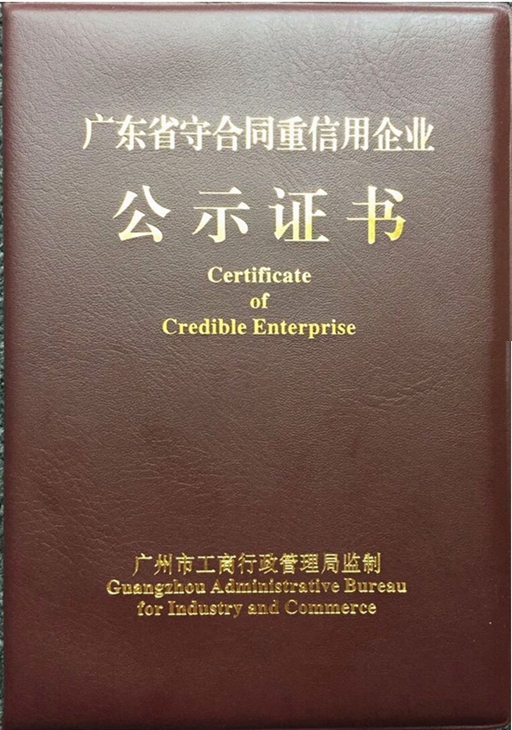 广东省守合同重信用企业
公示证书
Certificate
of
Credible Enterprise
广州市工商行政管理局监制
Guangzhou Administrative Bureau
for Industry and Commerce